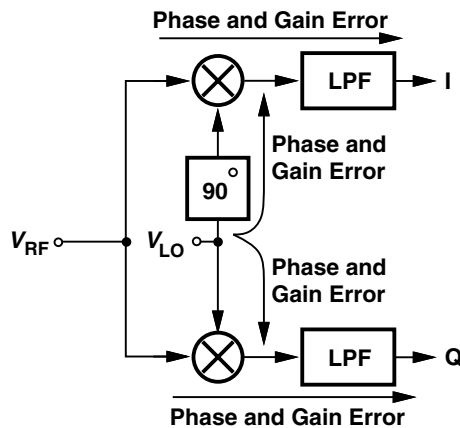 Phase and Gain Error
LPF
I
Phase and
Gain Error
90°
V_RF
V_LO
Phase and
Gain Error
LPF
Q
Phase and Gain Error